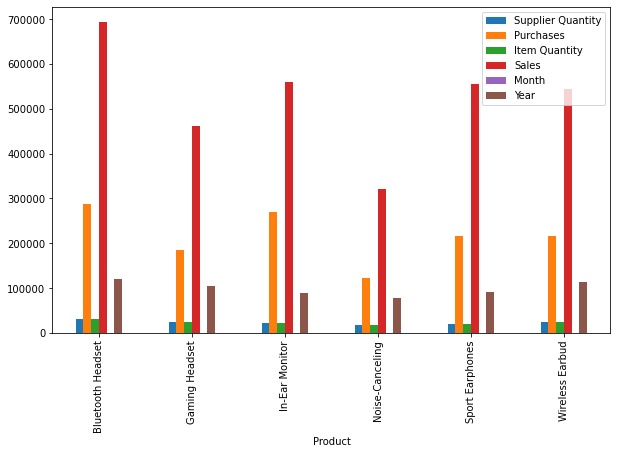 700000
600000
500000
400000
300000
200000
100000
0
Supplier Quantity
Purchases
Item Quantity
Sales
Month
Year
Bluetooth Headset
Gaming Headset
In-Ear Monitor
Noise-Canceling
Sport Earphones
Wireless Earbud
Product